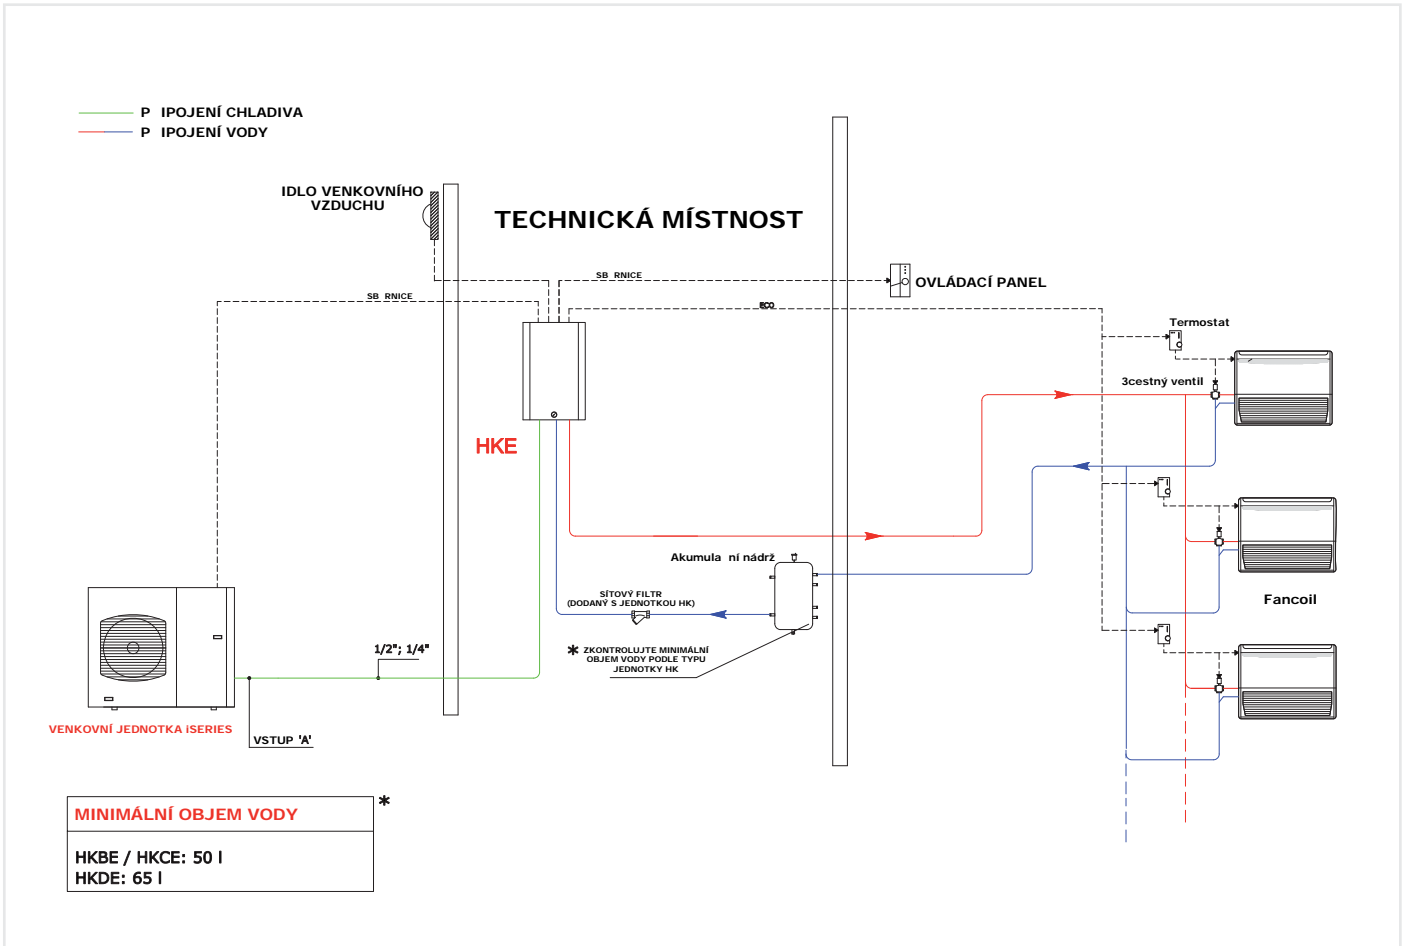 P IPOJENÍ CHLADIVA
P IPOJENÍ VODY
IDLO VENKOVNÍHO
VZDUCHU
TECHNICKÁ MÍSTNOST
SB RNICE
SB RNICE
OVLÁDACÍ PANEL
ECO
Termostat
3cestný ventil
HKE
Akumula ní nádrž
SÍTOVÝ FILTR
(DODANÝ S JEDNOTKOU HK)
Fancoil
* ZKONTROLUJTE MINIMÁLNÍ
OBJEM VODY PODLE TYPU
JEDNOTKY HK
1/2"; 1/4"
VENKOVNÍ JEDNOTKA iSERIES
VSTUP 'A'
*
MINIMÁLNÍ OBJEM VODY
HKBE / HKCE: 50 l
HKDE: 65 l